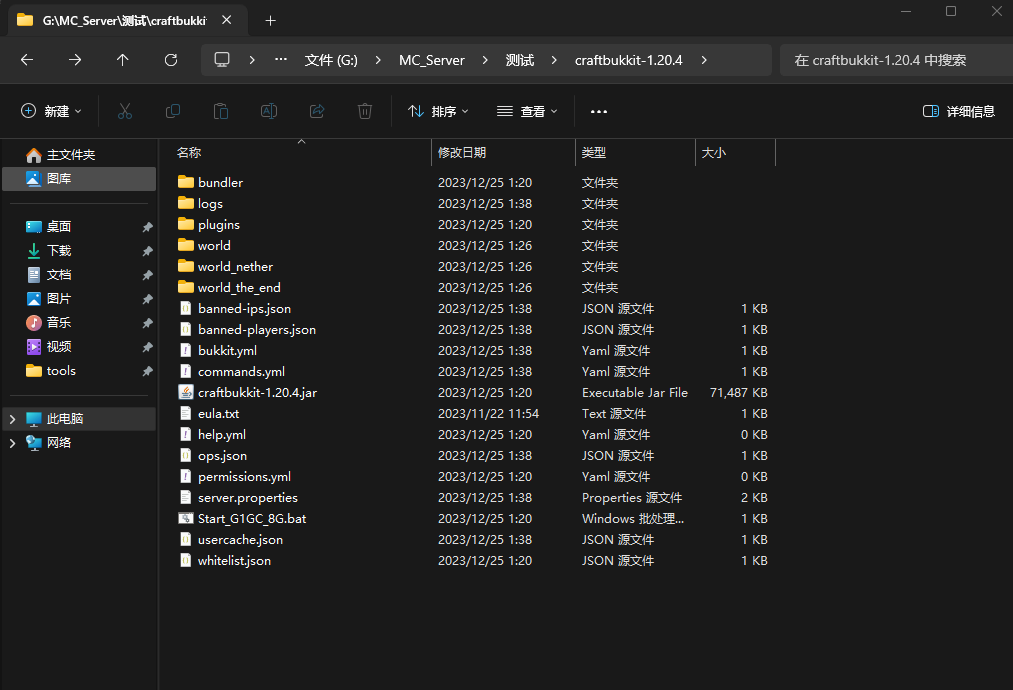 G:\MC_Server\测试\craftbukki
文件 (G:) MC_Server 测试 craftbukkit-1.20.4 在 craftbukkit-1.20.4 中搜索
新建 排序 查看 详细信息
主文件夹
图库
桌面
下载
文档
图片
音乐
视频
tools
此电脑
网络
名称 修改日期 类型 大小
bundler 2023/12/25 1:20 文件夹
logs 2023/12/25 1:38 文件夹
plugins 2023/12/25 1:20 文件夹
world 2023/12/25 1:26 文件夹
world_nether 2023/12/25 1:26 文件夹
world_the_end 2023/12/25 1:26 文件夹
banned-ips.json 2023/12/25 1:38 JSON 源文件 1 KB
banned-players.json 2023/12/25 1:38 JSON 源文件 1 KB
bukkit.yml 2023/12/25 1:38 Yaml 源文件 1 KB
commands.yml 2023/12/25 1:38 Yaml 源文件 1 KB
craftbukkit-1.20.4.jar 2023/12/25 1:20 Executable Jar File 71,487 KB
eula.txt 2023/11/22 11:54 Text 源文件 1 KB
help.yml 2023/12/25 1:20 Yaml 源文件 0 KB
ops.json 2023/12/25 1:38 JSON 源文件 1 KB
permissions.yml 2023/12/25 1:20 Yaml 源文件 0 KB
server.properties 2023/12/25 1:38 Properties 源文件 2 KB
Start_G1GC_8G.bat 2023/12/25 1:20 Windows 批处理... 1 KB
usercache.json 2023/12/25 1:38 JSON 源文件 1 KB
whitelist.json 2023/12/25 1:20 JSON 源文件 1 KB